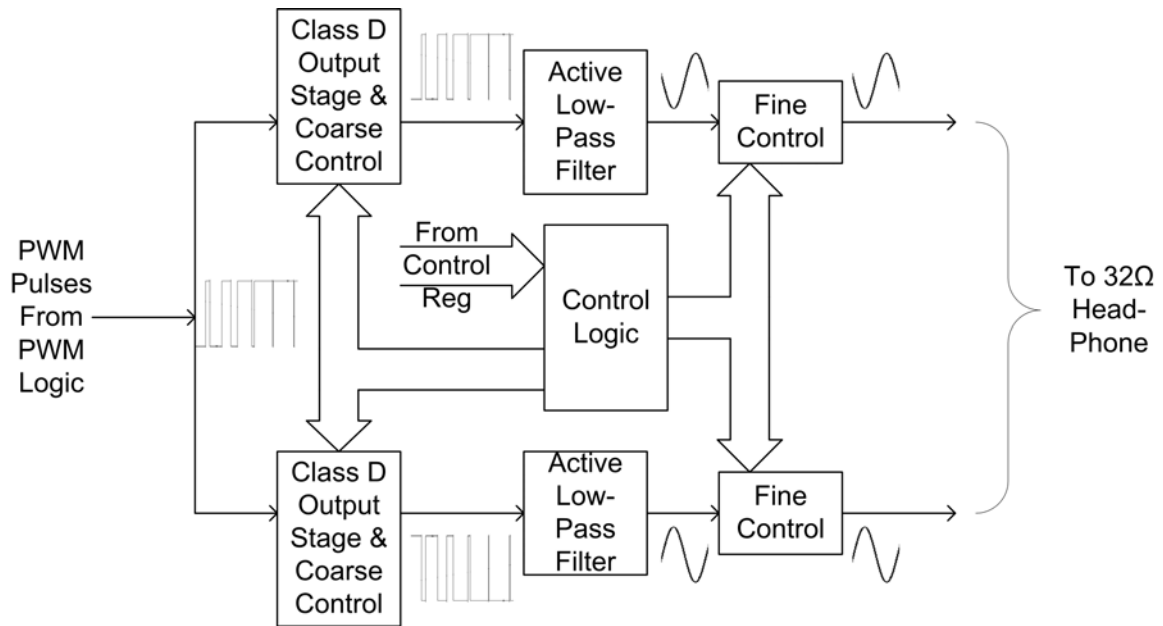 Class D
Output
Stage &
Coarse
Control
Active
Low-
Pass
Filter
Fine
Control
From
Control
Reg
Control
Logic
PWM
Pulses
From
PWM
Logic
To 32Ω
Head-
Phone
Class D
Output
Stage &
Coarse
Control
Active
Low-
Pass
Filter
Fine
Control